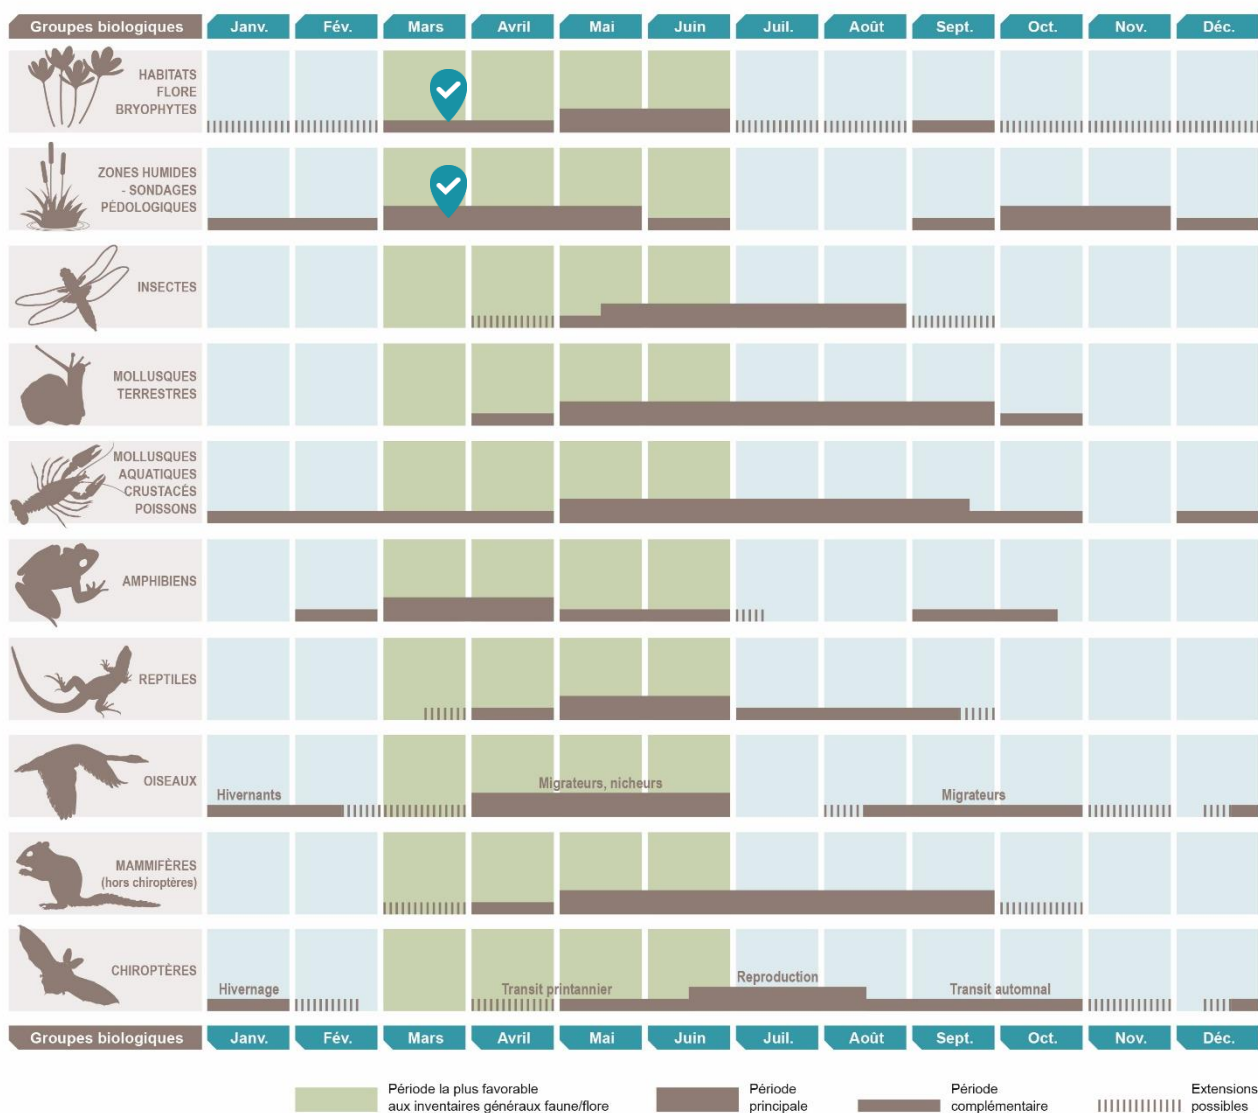 Groupes biologiques Janv. Fév. Mars Avril Mai Juin Juil. Août Sept. Oct. Nov. Déc.
HABITATS
FLORE
BRYOPHYTES
ZONES HUMIDES
- SONDAGES
PÉDOLOGIQUES
INSECTES
MOLLUSQUES
TERRESTRES
MOLLUSQUES
AQUATIQUES
CRUSTACÉS
POISSONS
AMPHIBIENS
REPTILES
OISEAUX
Hivernants
Migrateurs, nicheurs
Migrateurs
MAMMIFÈRES
(hors chiroptères)
CHIROPTÈRES
Hivernage
Transit printannier
Reproduction
Transit automnal
Groupes biologiques Janv. Fév. Mars Avril Mai Juin Juil. Août Sept. Oct. Nov. Déc.
Période la plus favorable
aux inventaires généraux faune/flore
Période
principale
Période
complémentaire
Extensions
possibles